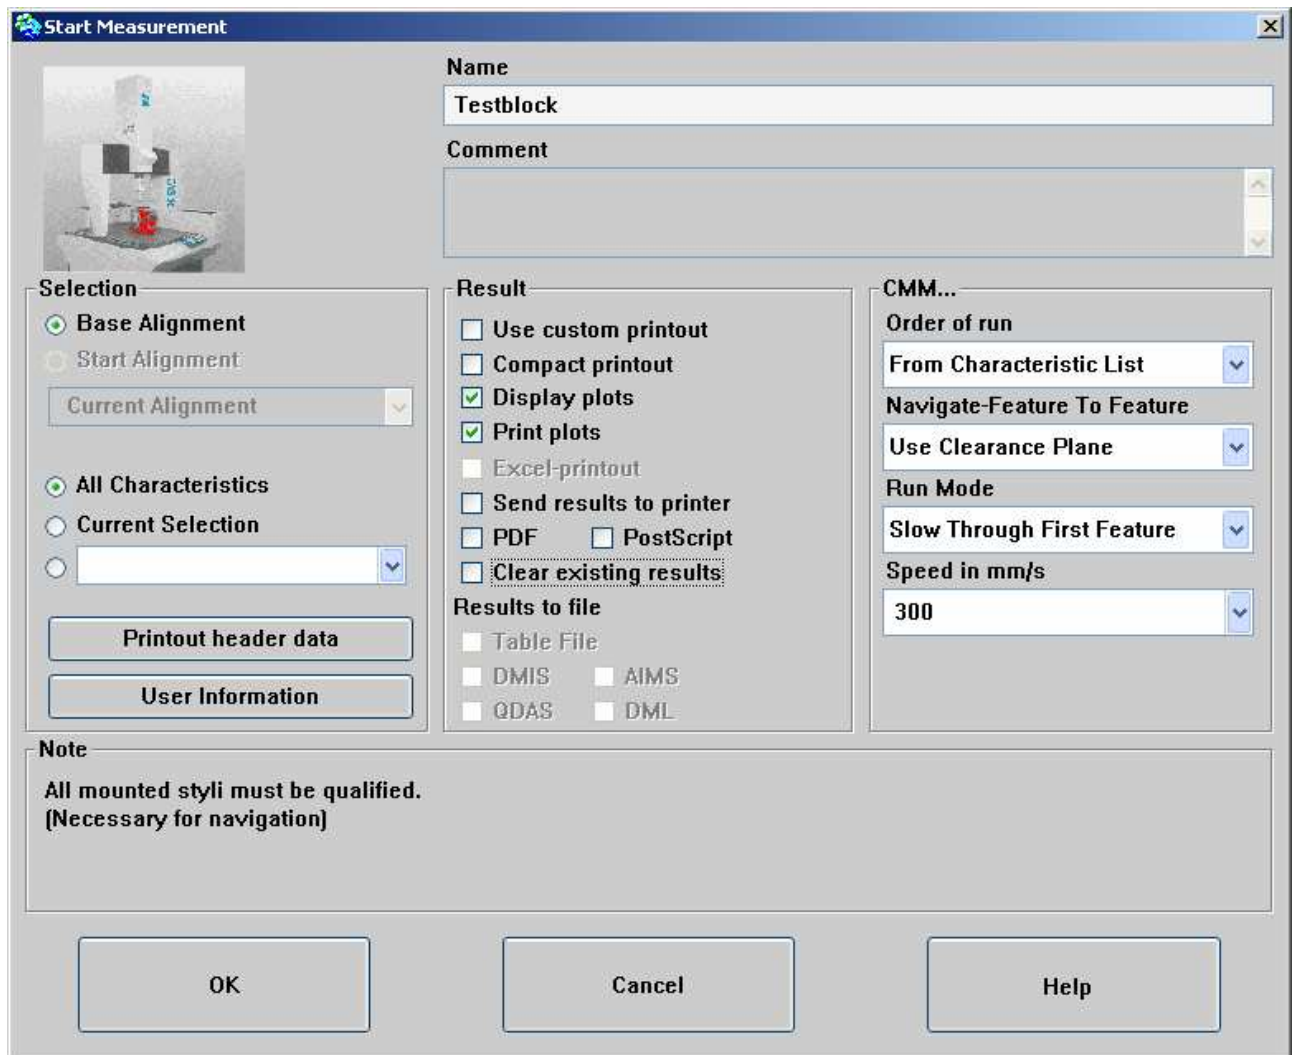 Start Measurement
Name
Testblock
Comment
Selection
Base Alignment
Start Alignment
Current Alignment
All Characteristics
Current Selection
Printout header data
User Information
Result
Use custom printout
Compact printout
Display plots
Print plots
Excel-printout
Send results to printer
PDF PostScript
Clear existing results
Results to file
Table File
DMIS AIMS
QDAS DML
CMM...
Order of run
From Characteristic List
Navigate-Feature To Feature
Use Clearance Plane
Run Mode
Slow Through First Feature
Speed in mm/s
300
Note
All mounted styli must be qualified.
(Necessary for navigation)
OK Cancel Help